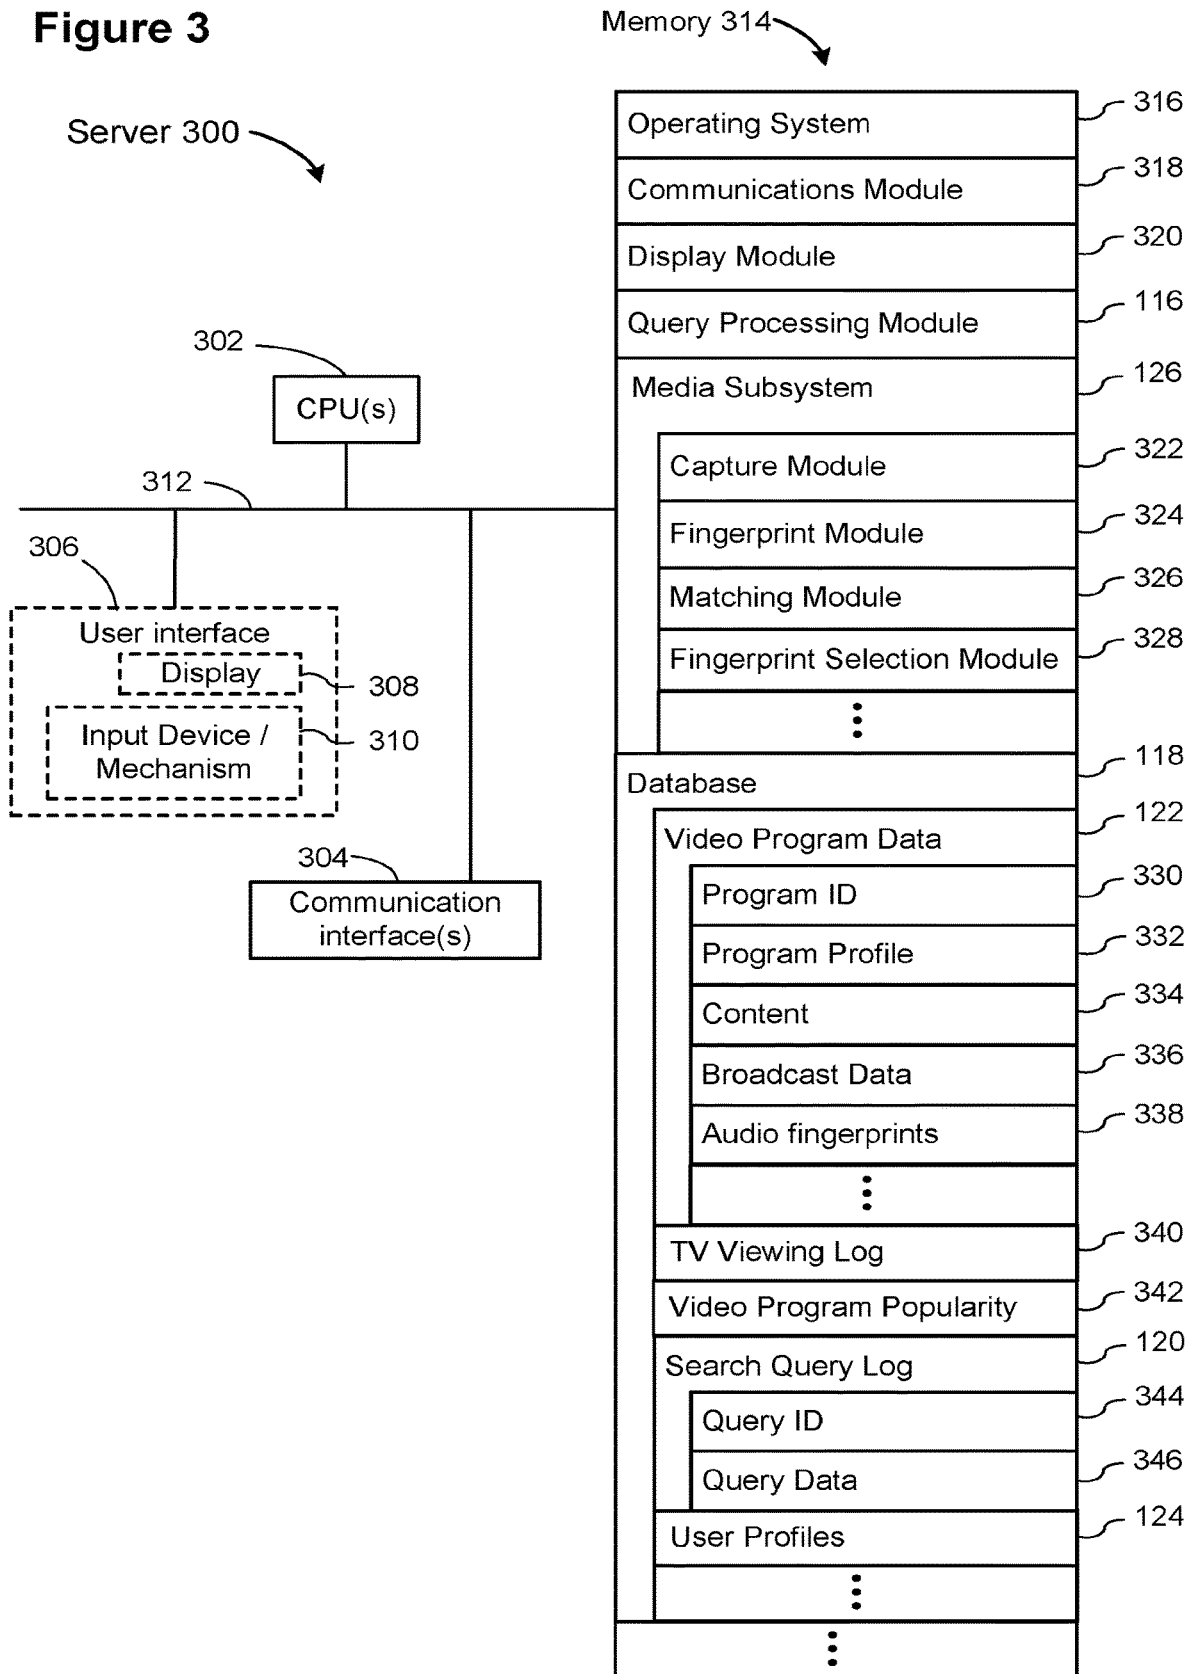 Figure 3
Memory 314
Server 300
Operating System 316
Communications Module 318
Display Module 320
Query Processing Module 116
Media Subsystem 126
Capture Module 322
Fingerprint Module 324
Matching Module 326
Fingerprint Selection Module 328
302
CPU(s)
312
306
User interface
Display 308
Input Device / 310
Mechanism
304
Communication
interface(s)
Database 118
Video Program Data 122
Program ID 330
Program Profile 332
Content 334
Broadcast Data 336
Audio fingerprints 338
TV Viewing Log 340
Video Program Popularity 342
Search Query Log 120
Query ID 344
Query Data 346
User Profiles 124